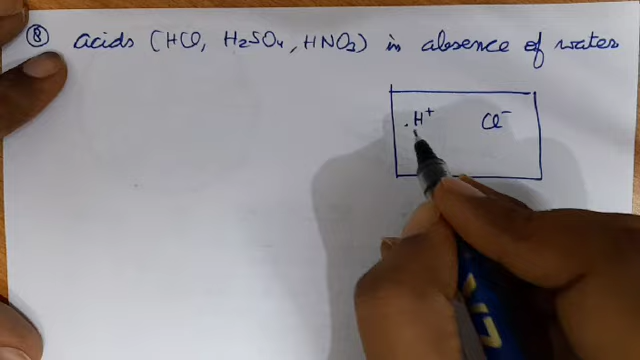 ⑧ acids (HCl, H₂SO₄, HNO₃) in absence of water
H⁺ Cl⁻